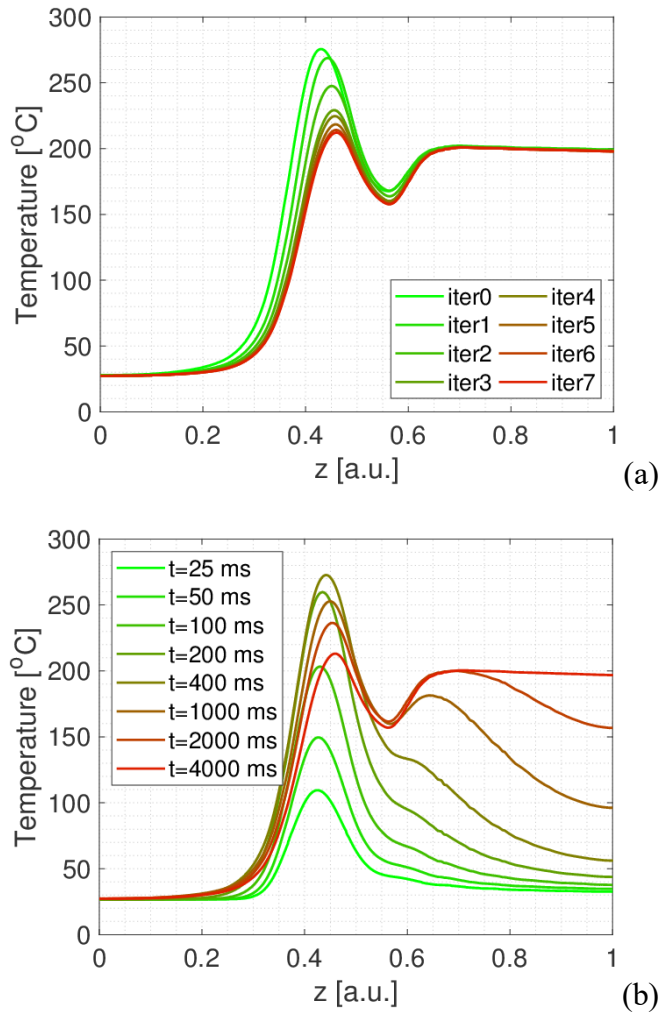 300
250
200
150
100
50
0
Temperature [°C]
iter0 iter4
iter1 iter5
iter2 iter6
iter3 iter7
0 0.2 0.4 0.6 0.8 1
z [a.u.]
(a)
300
250
200
150
100
50
0
Temperature [°C]
t=25 ms
t=50 ms
t=100 ms
t=200 ms
t=400 ms
t=1000 ms
t=2000 ms
t=4000 ms
0 0.2 0.4 0.6 0.8 1
z [a.u.]
(b)